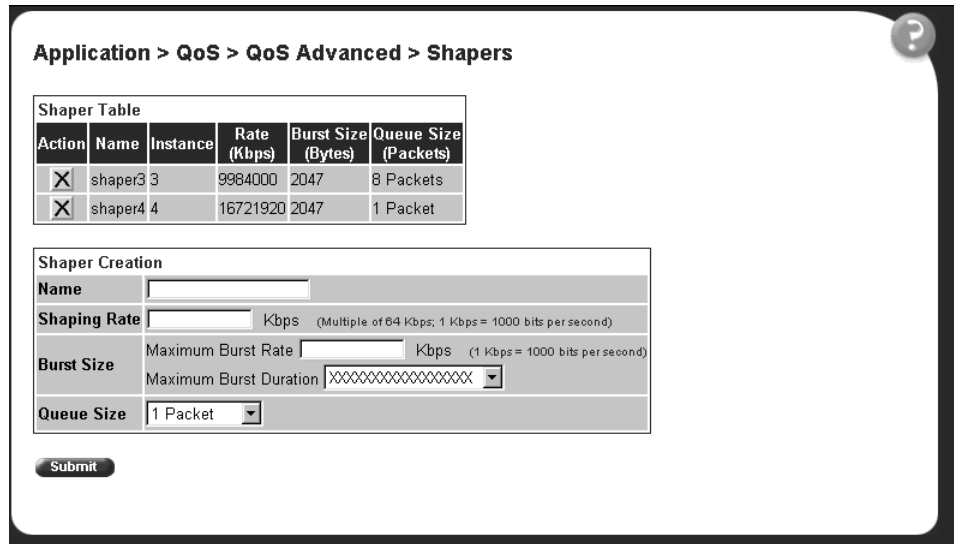 ?
Application > QoS > QoS Advanced > Shapers
Shaper Table
Action Name Instance Rate (Kbps) Burst Size (Bytes) Queue Size (Packets)
X shaper3 3 9984000 2047 8 Packets
X shaper4 4 16721920 2047 1 Packet
Shaper Creation
Name
Shaping Rate Kbps (Multiple of 64 Kbps; 1 Kbps = 1000 bits per second)
Burst Size
Maximum Burst Rate Kbps (1 Kbps = 1000 bits per second)
Maximum Burst Duration XXXXXXXXXXXXXXXXX
Queue Size 1 Packet
Submit